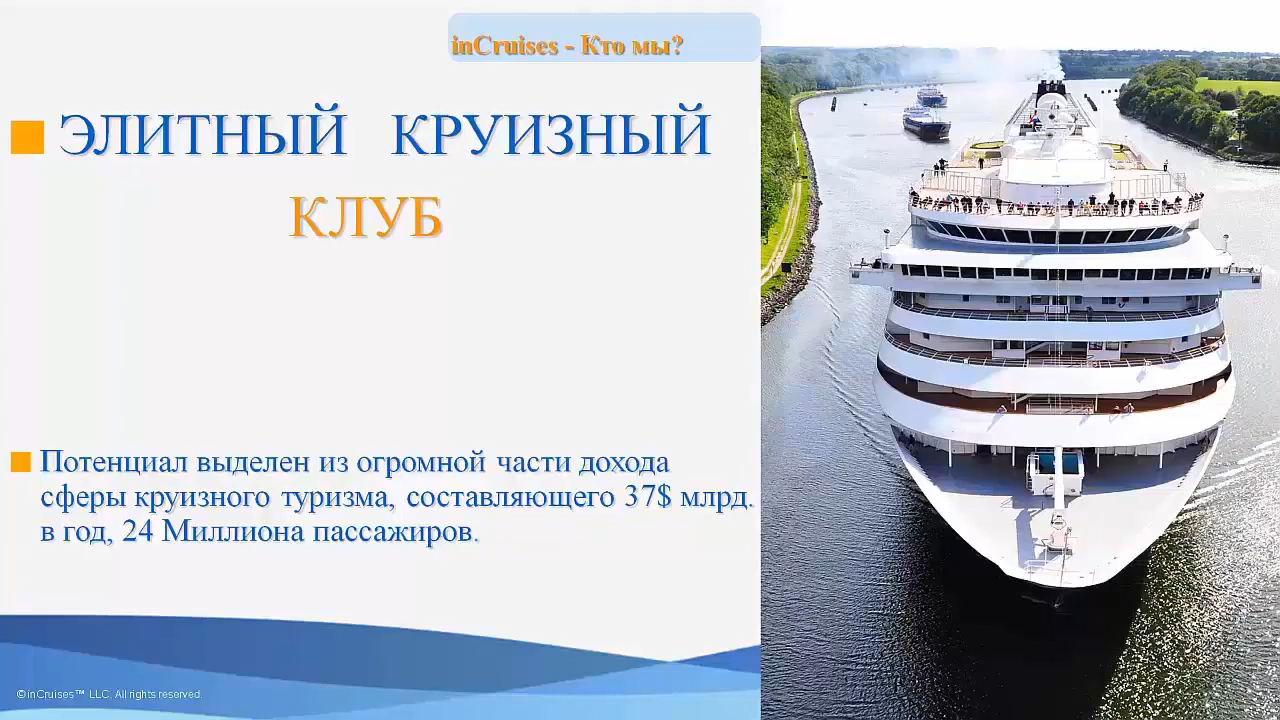 inCruises - Кто мы?
ЭЛИТНЫЙ КРУИЗНЫЙ
КЛУБ
Потенциал выделен из огромной части дохода
сферы круизного туризма, составляющего 37$ млрд.
в год, 24 Миллиона пассажиров.
©inCruises™ LLC. All rights reserved.